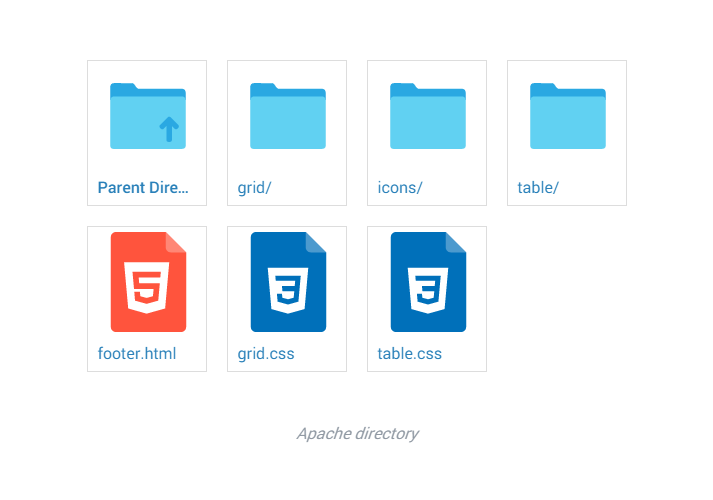 Parent Dire...
grid/
icons/
table/
5
3
3
footer.html
grid.css
table.css
Apache directory